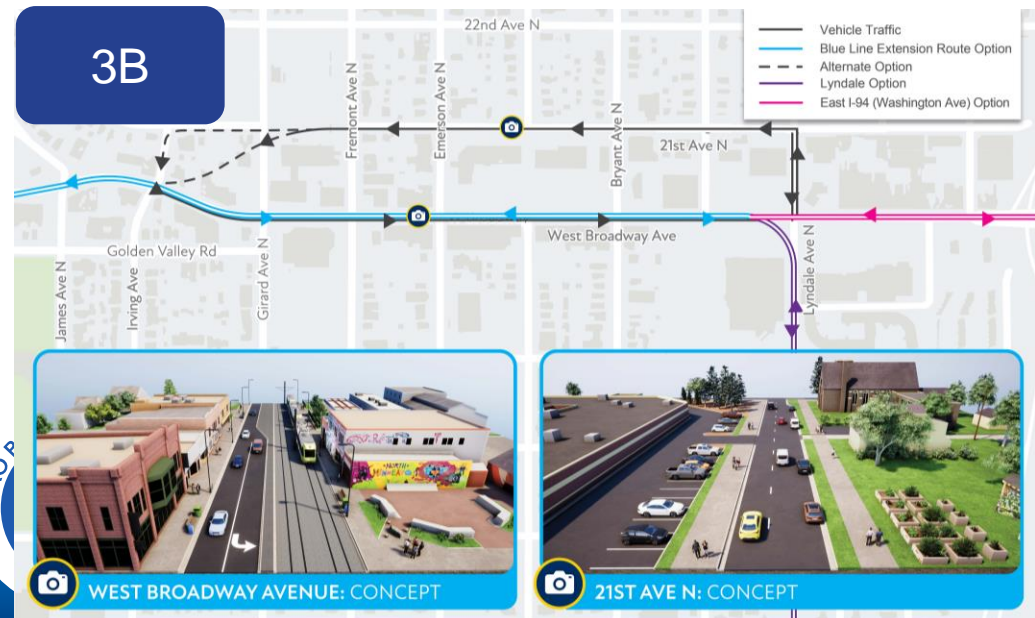 3B
22nd Ave N
Vehicle Traffic
Blue Line Extension Route Option
Alternate Option
Lyndale Option
East I-94 (Washington Ave) Option
Fremont Ave N
Emerson Ave N
Bryant Ave N
21st Ave N
West Broadway Ave
Golden Valley Rd
James Ave N
Irving Ave
Girard Ave N
Lyndale Ave N
NORTH
WEST BROADWAY AVENUE: CONCEPT
21ST AVE N: CONCEPT